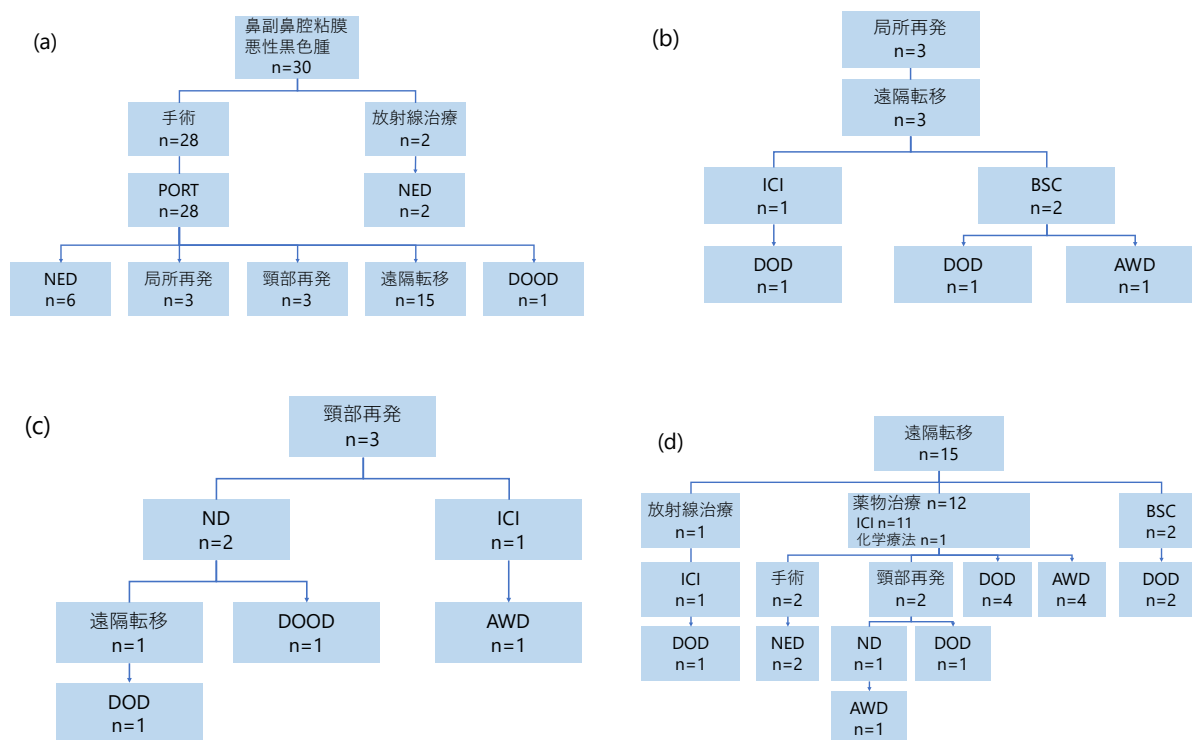 (a)
鼻副鼻腔粘膜
悪性黒色腫
n=30
手術
n=28
放射線治療
n=2
PORT
n=28
NED
n=2
NED
n=6
局所再発
n=3
頸部再発
n=3
遠隔転移
n=15
DOOD
n=1
(b)
局所再発
n=3
遠隔転移
n=3
ICI
n=1
BSC
n=2
DOD
n=1
DOD
n=1
AWD
n=1
(c)
頸部再発
n=3
ND
n=2
ICI
n=1
遠隔転移
n=1
DOOD
n=1
AWD
n=1
DOD
n=1
(d)
遠隔転移
n=15
放射線治療
n=1
薬物治療 n=12
ICI n=11
化学療法 n=1
BSC
n=2
ICI
n=1
手術
n=2
頸部再発
n=2
DOD
n=4
AWD
n=4
DOD
n=2
DOD
n=1
NED
n=2
ND
n=1
DOD
n=1
AWD
n=1